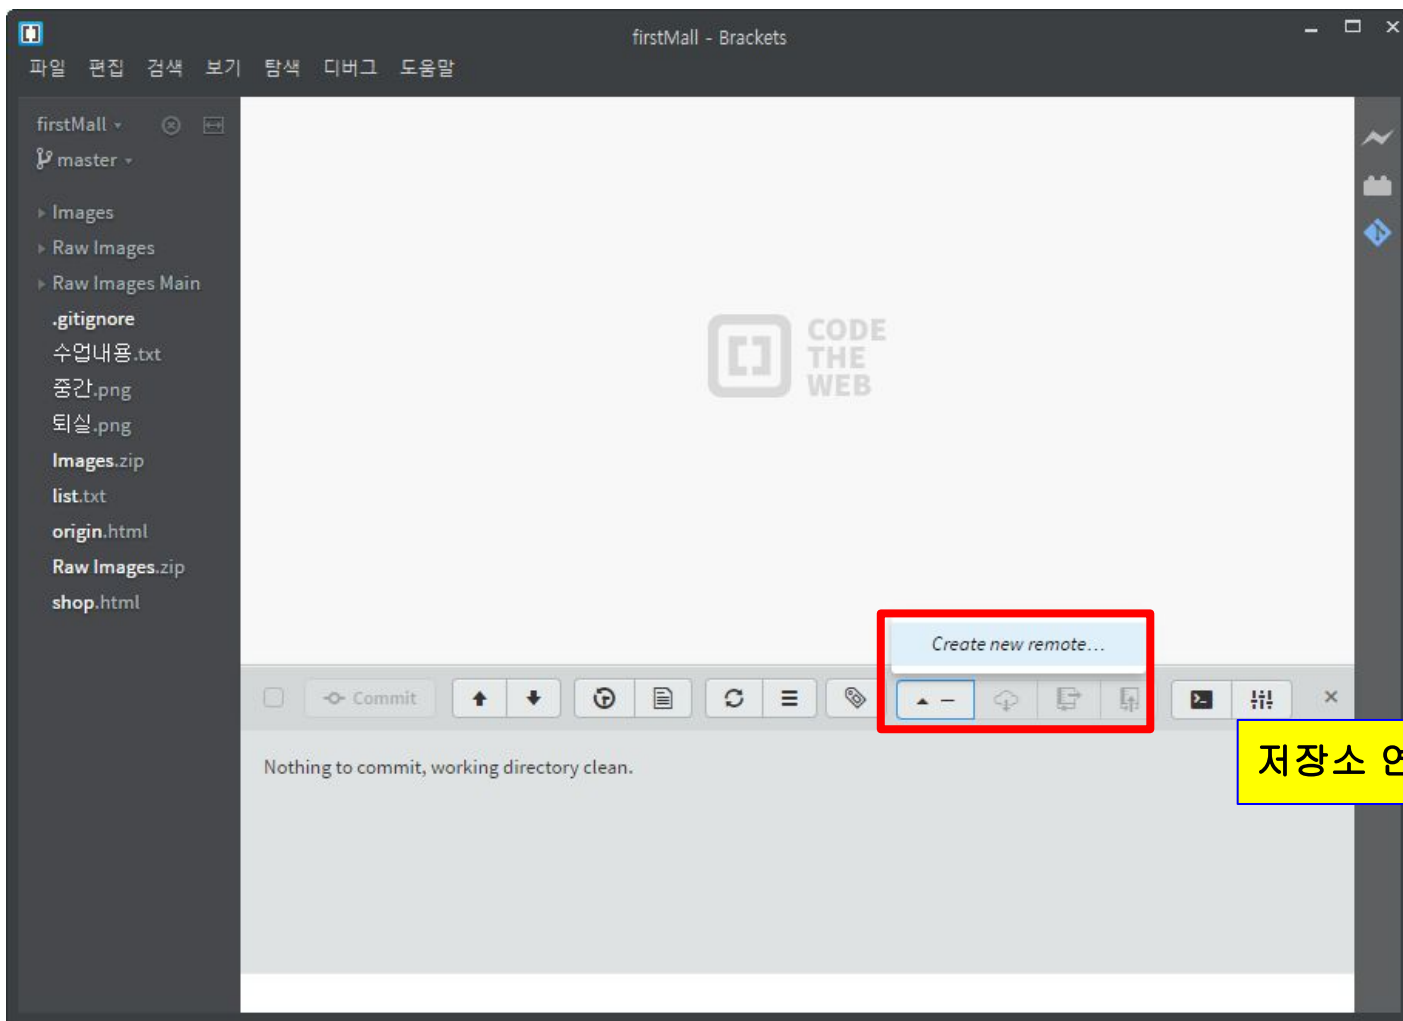 firstMall - Brackets
파일 편집 검색 보기 탐색 디버그 도움말
firstMall
master
Images
Raw Images
Raw Images Main
.gitignore
수업내용.txt
중간.png
퇴실.png
Images.zip
list.txt
origin.html
Raw Images.zip
shop.html
CODE
THE
WEB
Create new remote...
Commit
Nothing to commit, working directory clean.
저장소